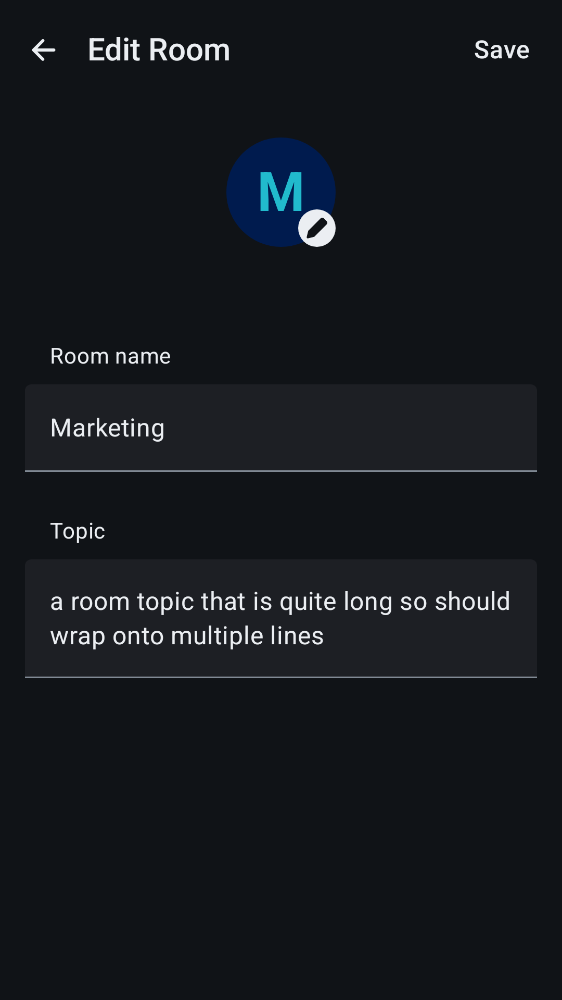 Edit Room
Save
M
Room name
Marketing
Topic
a room topic that is quite long so should
wrap onto multiple lines